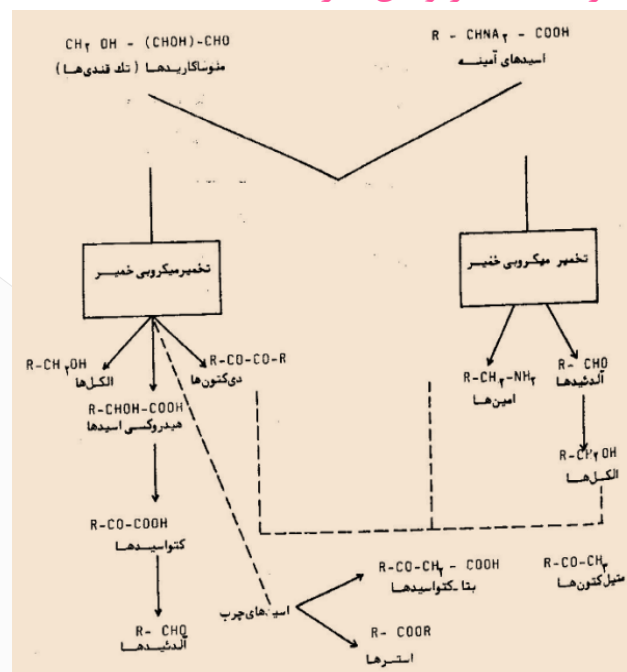 CH۲ OH - (CHOH)-CHO
منوساکاریدها ( تك قندی‌ها )
R - CHNA۲ - COOH
اسیدهای آمینه
تخمیر میکروبی خمیر
تخمیر میکروبی خمیر
R-CH۲OH
الکل‌ها
R-CO-CO-R
دی‌کتون‌ها
R-CH۲-NH۲
امین‌ها
R- CHO
آلدئیدها
R-CHOH-COOH
هیدروکسی اسیدها
R-CH۲OH
الکل‌ها
R-CO-COOH
کتواسیدها
R-CO-CH۲ - COOH
بتا-کتواسیدها
R-CO-CH۳
متیل کتون‌ها
اسیدهای چرب
R- CHO
آلدئیدها
R- COOR
استرها